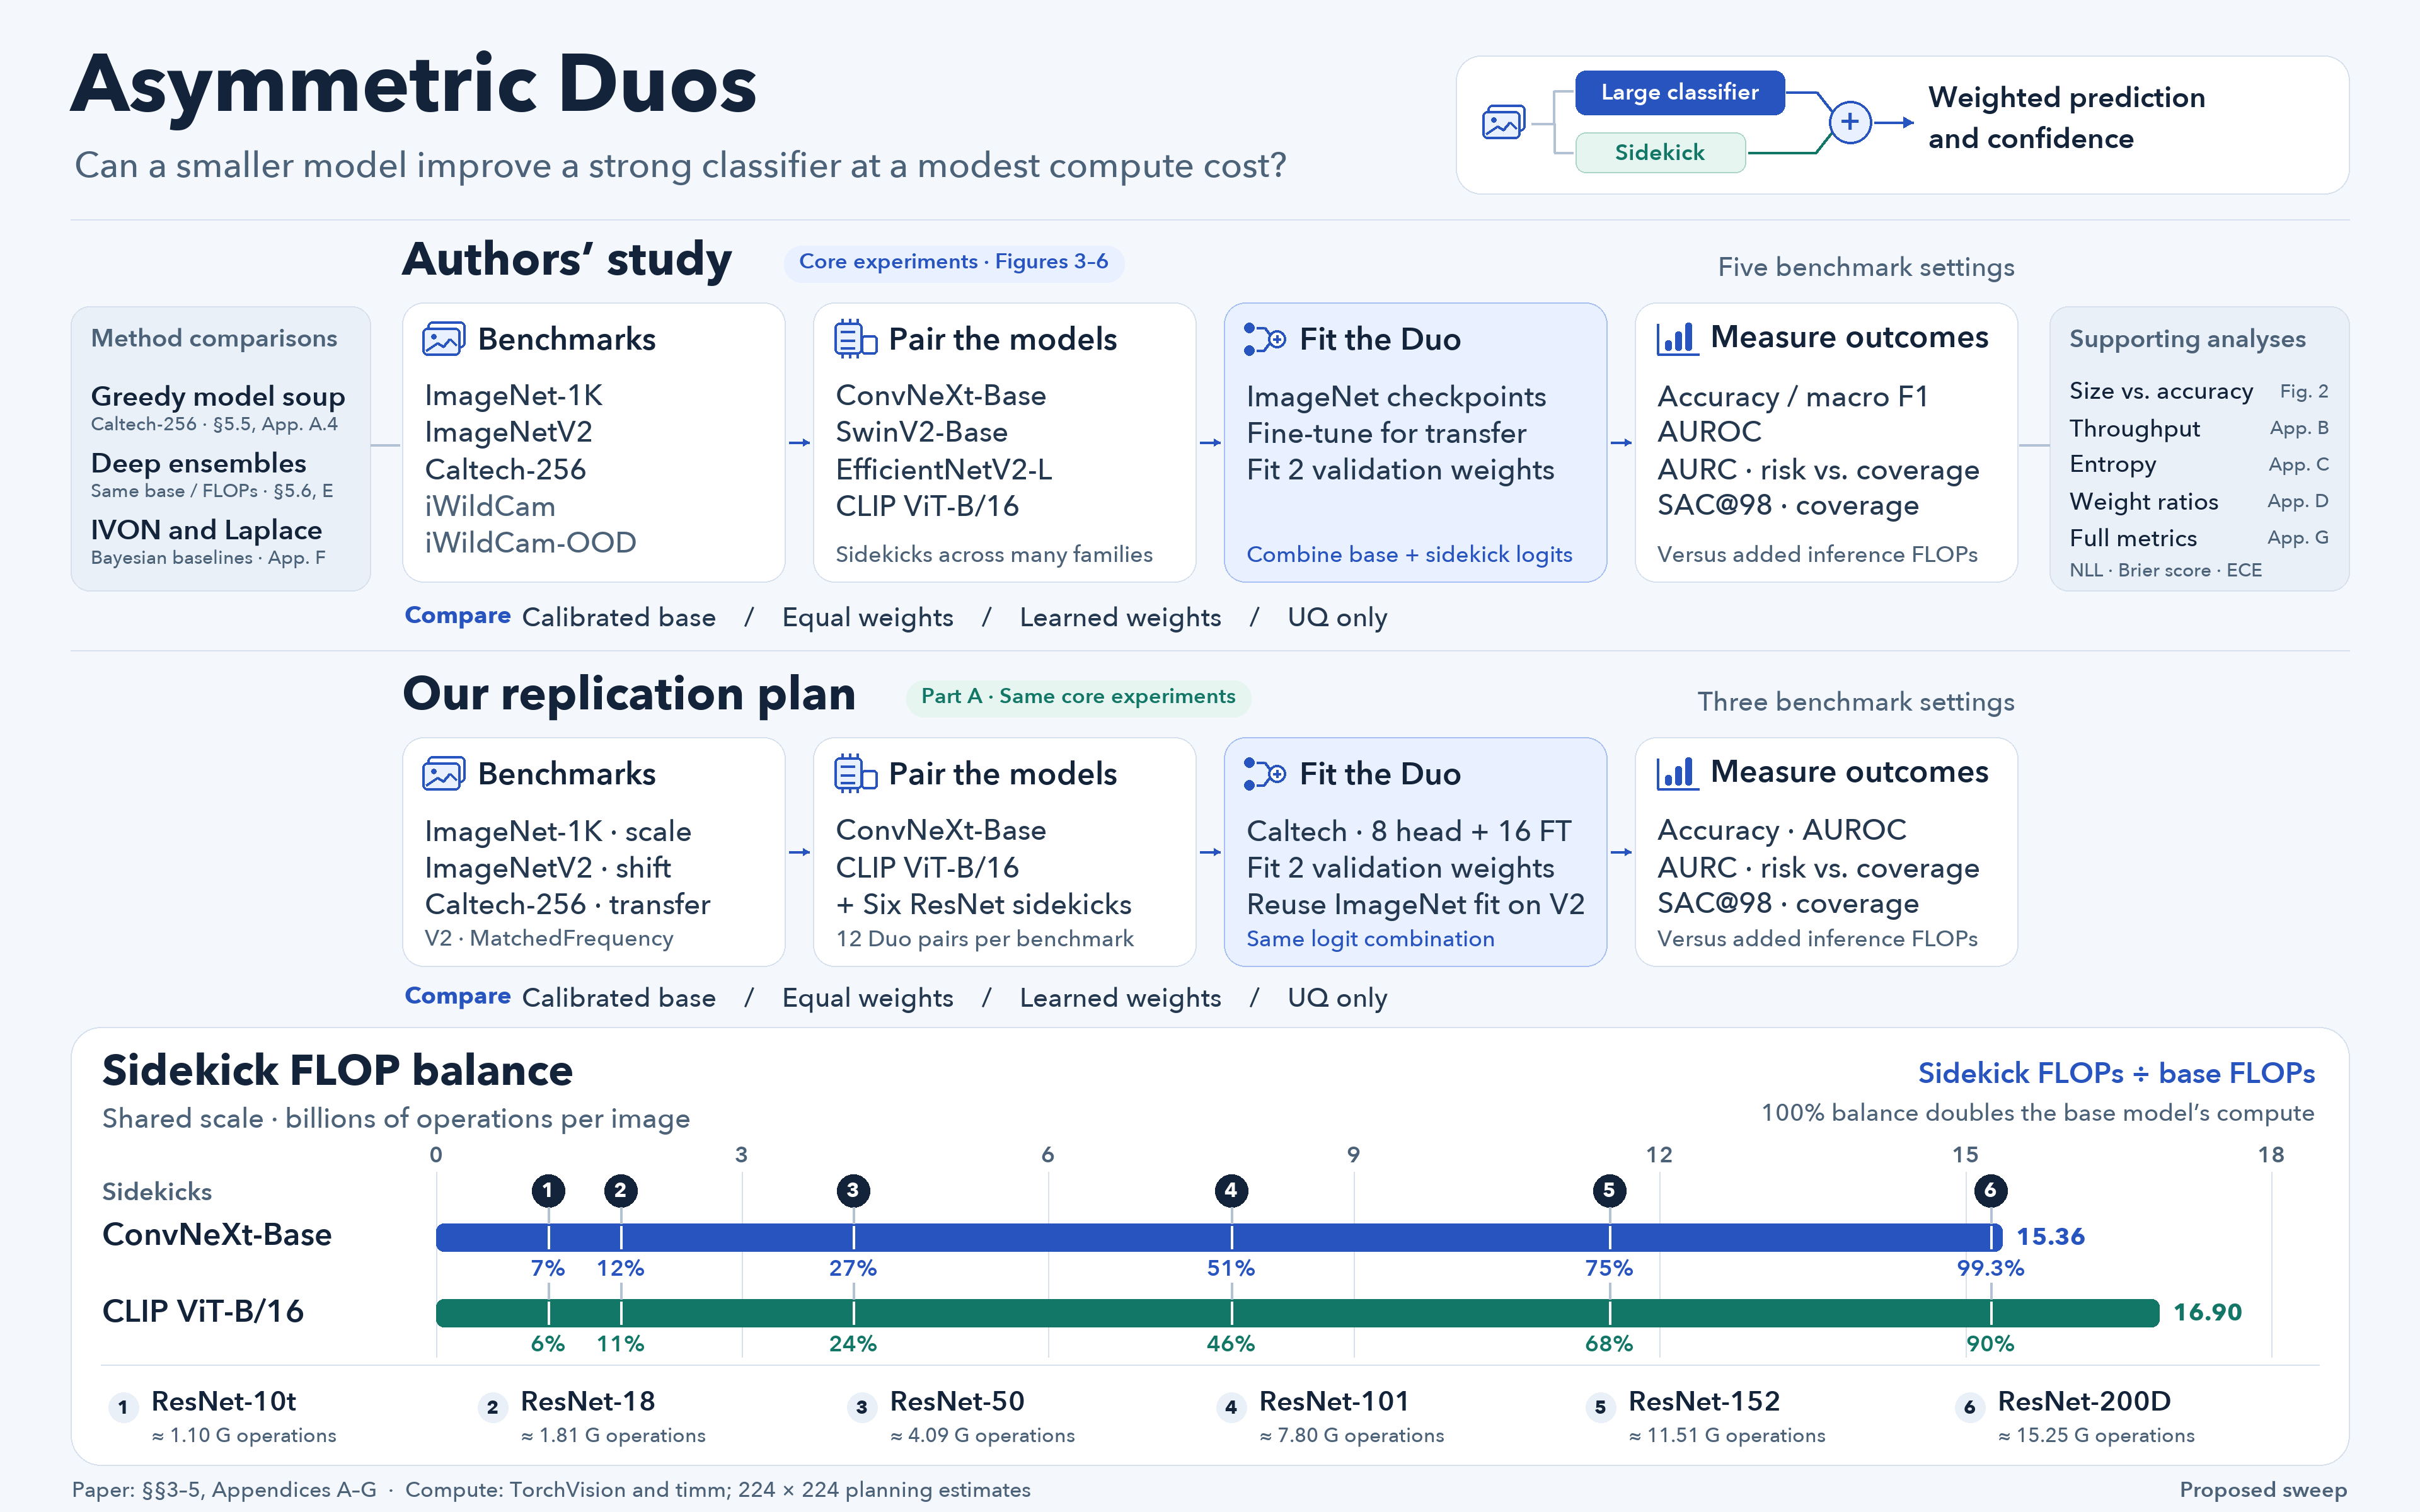 Asymmetric Duos
Can a smaller model improve a strong classifier at a modest compute cost?
Large classifier
Sidekick
+
Weighted prediction
and confidence
Authors’ study
Core experiments · Figures 3–6
Five benchmark settings
Method comparisons
Greedy model soup
Caltech-256 · §5.5, App. A.4
Deep ensembles
Same base / FLOPs · §5.6, E
IVON and Laplace
Bayesian baselines · App. F
Benchmarks
ImageNet-1K
ImageNetV2
Caltech-256
iWildCam
iWildCam-OOD
Pair the models
ConvNeXt-Base
SwinV2-Base
EfficientNetV2-L
CLIP ViT-B/16
Sidekicks across many families
Fit the Duo
ImageNet checkpoints
Fine-tune for transfer
Fit 2 validation weights
Combine base + sidekick logits
Measure outcomes
Accuracy / macro F1
AUROC
AURC · risk vs. coverage
SAC@98 · coverage
Versus added inference FLOPs
Supporting analyses
Size vs. accuracy Fig. 2
Throughput App. B
Entropy App. C
Weight ratios App. D
Full metrics App. G
NLL · Brier score · ECE
Compare Calibrated base / Equal weights / Learned weights / UQ only
Our replication plan
Part A · Same core experiments
Three benchmark settings
Benchmarks
ImageNet-1K · scale
ImageNetV2 · shift
Caltech-256 · transfer
V2 · MatchedFrequency
Pair the models
ConvNeXt-Base
CLIP ViT-B/16
+ Six ResNet sidekicks
12 Duo pairs per benchmark
Fit the Duo
Caltech · 8 head + 16 FT
Fit 2 validation weights
Reuse ImageNet fit on V2
Same logit combination
Measure outcomes
Accuracy · AUROC
AURC · risk vs. coverage
SAC@98 · coverage
Versus added inference FLOPs
Compare Calibrated base / Equal weights / Learned weights / UQ only
Sidekick FLOP balance
Shared scale · billions of operations per image
Sidekick FLOPs ÷ base FLOPs
100% balance doubles the base model’s compute
0 3 6 9 12 15 18
Sidekicks 1 2 3 4 5 6
ConvNeXt-Base 15.36
7% 12% 27% 51% 75% 99.3%
CLIP ViT-B/16 16.90
6% 11% 24% 46% 68% 90%
1 ResNet-10t
≈ 1.10 G operations
2 ResNet-18
≈ 1.81 G operations
3 ResNet-50
≈ 4.09 G operations
4 ResNet-101
≈ 7.80 G operations
5 ResNet-152
≈ 11.51 G operations
6 ResNet-200D
≈ 15.25 G operations
Paper: §§3–5, Appendices A–G · Compute: TorchVision and timm; 224 × 224 planning estimates
Proposed sweep